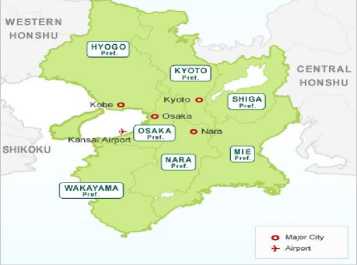 WESTERN
HONSHU
HYOGO
Pref.
KYOTO
Pref.
CENTRAL
HONSHU
Kobe
Kyoto
SHIGA
Pref.
Osaka
Kansai Airport
OSAKA
Pref.
Nara
SHIKOKU
NARA
Pref.
MIE
Pref.
WAKAYAMA
Pref.
Major City
Airport